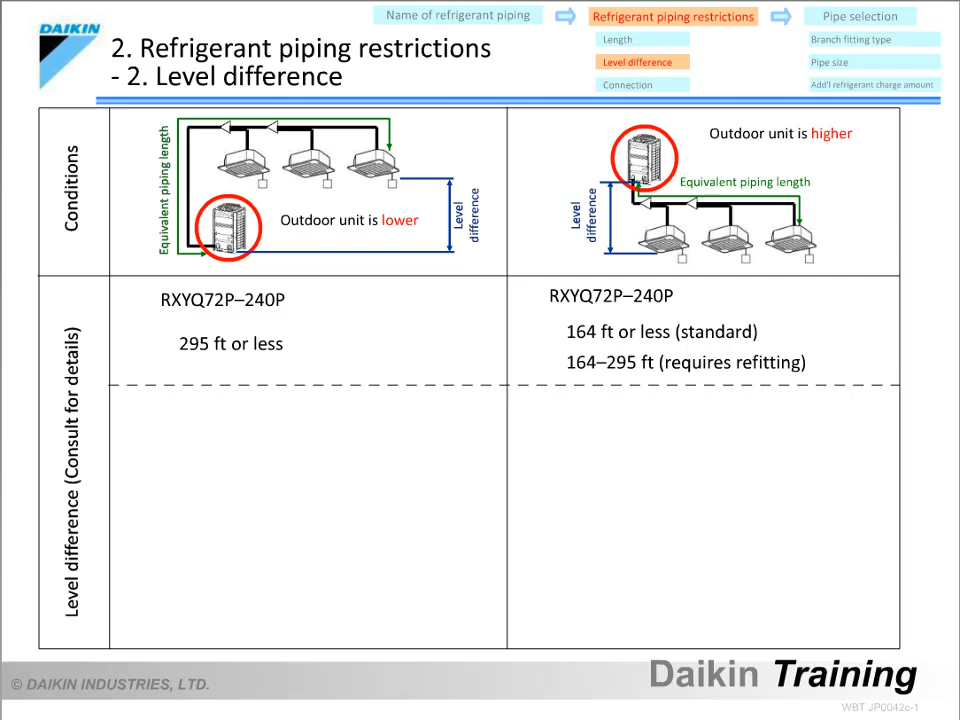 DAIKIN
Name of refrigerant piping
Refrigerant piping restrictions
Pipe selection
Length
Level difference
Connection
Branch fitting type
Pipe size
Add'l refrigerant charge amount
2. Refrigerant piping restrictions
- 2. Level difference
Conditions
Equivalent piping length
Outdoor unit is lower
Level
difference
Outdoor unit is higher
Equivalent piping length
Level
difference
Level difference (Consult for details)
RXYQ72P–240P
295 ft or less
RXYQ72P–240P
164 ft or less (standard)
164–295 ft (requires refitting)
© DAIKIN INDUSTRIES, LTD.
Daikin Training
WBT JP0042c-1